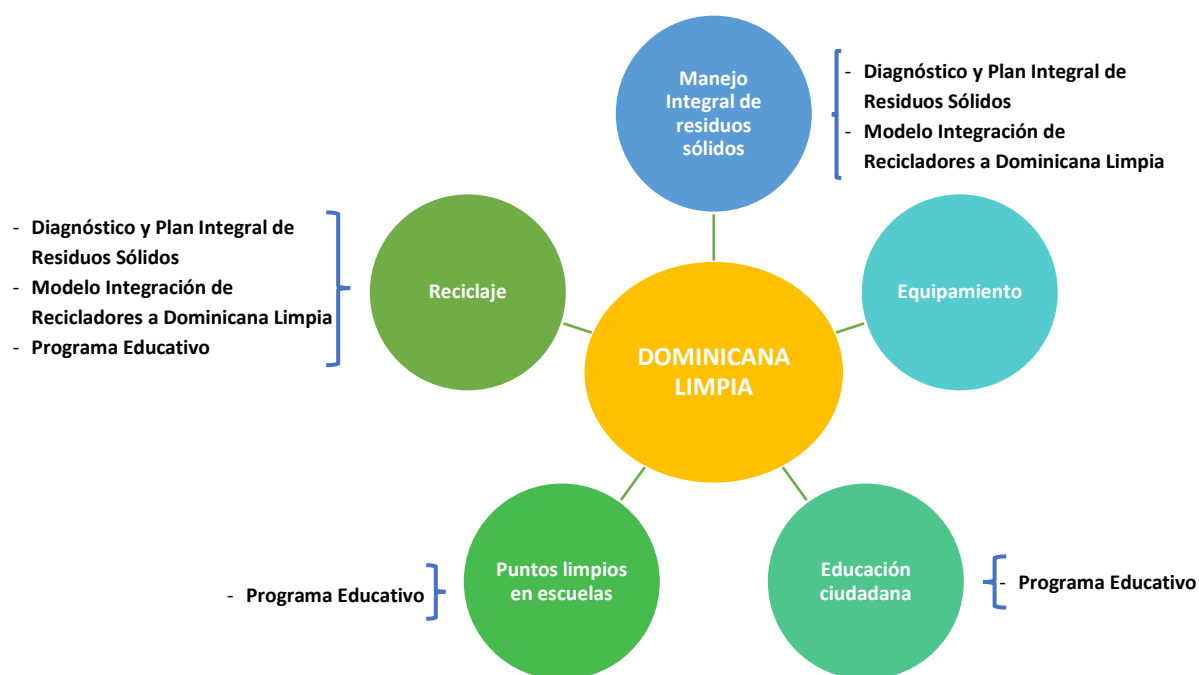 Manejo
Integral de
residuos
sólidos
- Diagnóstico y Plan Integral de
Residuos Sólidos
- Modelo Integración de
Recicladores a Dominicana Limpia
- Diagnóstico y Plan Integral de
Residuos Sólidos
- Modelo Integración de
Recicladores a Dominicana Limpia
- Programa Educativo
Reciclaje
Equipamiento
DOMINICANA
LIMPIA
- Programa Educativo
Puntos limpios
en escuelas
Educación
ciudadana
- Programa Educativo